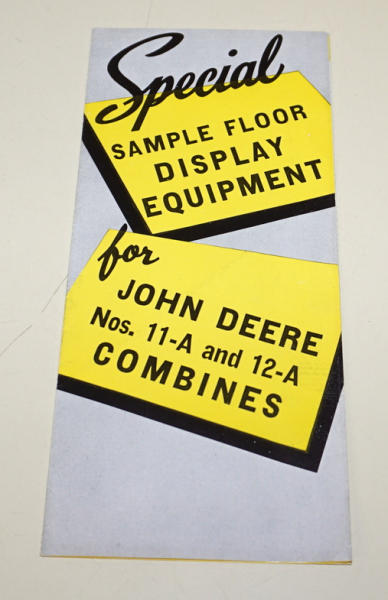 Special
SAMPLE FLOOR
DISPLAY
EQUIPMENT
for
JOHN DEERE
Nos. 11-A and 12-A
COMBINES